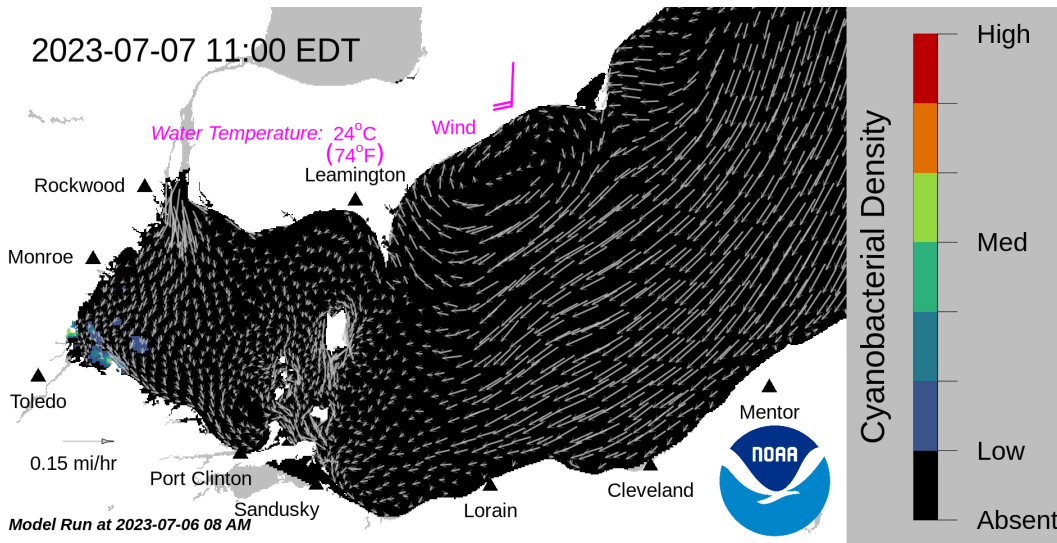 2023-07-07 11:00 EDT
High
Wind
Water Temperature: 24°C
(74°F)
Leamington
Rockwood
Monroe
Med
Cyanobacterial Density
Toledo
Mentor
NOAA
0.15 mi/hr
Low
Port Clinton
Cleveland
Sandusky
Lorain
Model Run at 2023-07-06 08 AM
Absent